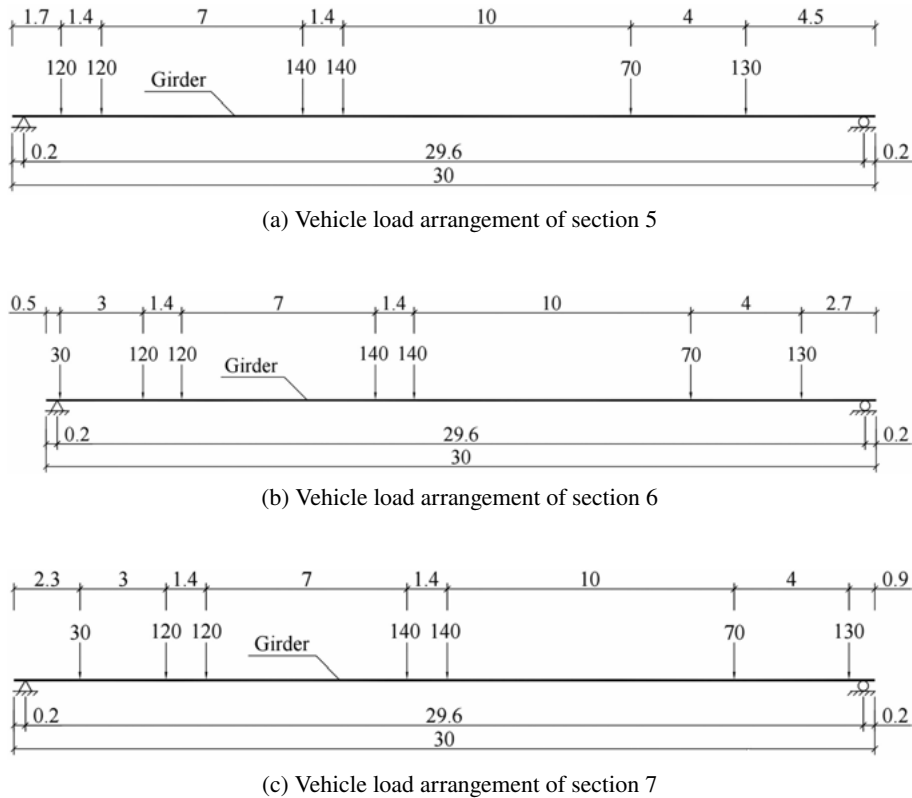 1.7 1.4 7 1.4 10 4 4.5
120 120 140 140 70 130
Girder
0.2 29.6 0.2
30
(a) Vehicle load arrangement of section 5
0.5 3 1.4 7 1.4 10 4 2.7
30 120 120 140 140 70 130
Girder
0.2 29.6 0.2
30
(b) Vehicle load arrangement of section 6
2.3 3 1.4 7 1.4 10 4 0.9
30 120 120 140 140 70 130
Girder
0.2 29.6 0.2
30
(c) Vehicle load arrangement of section 7